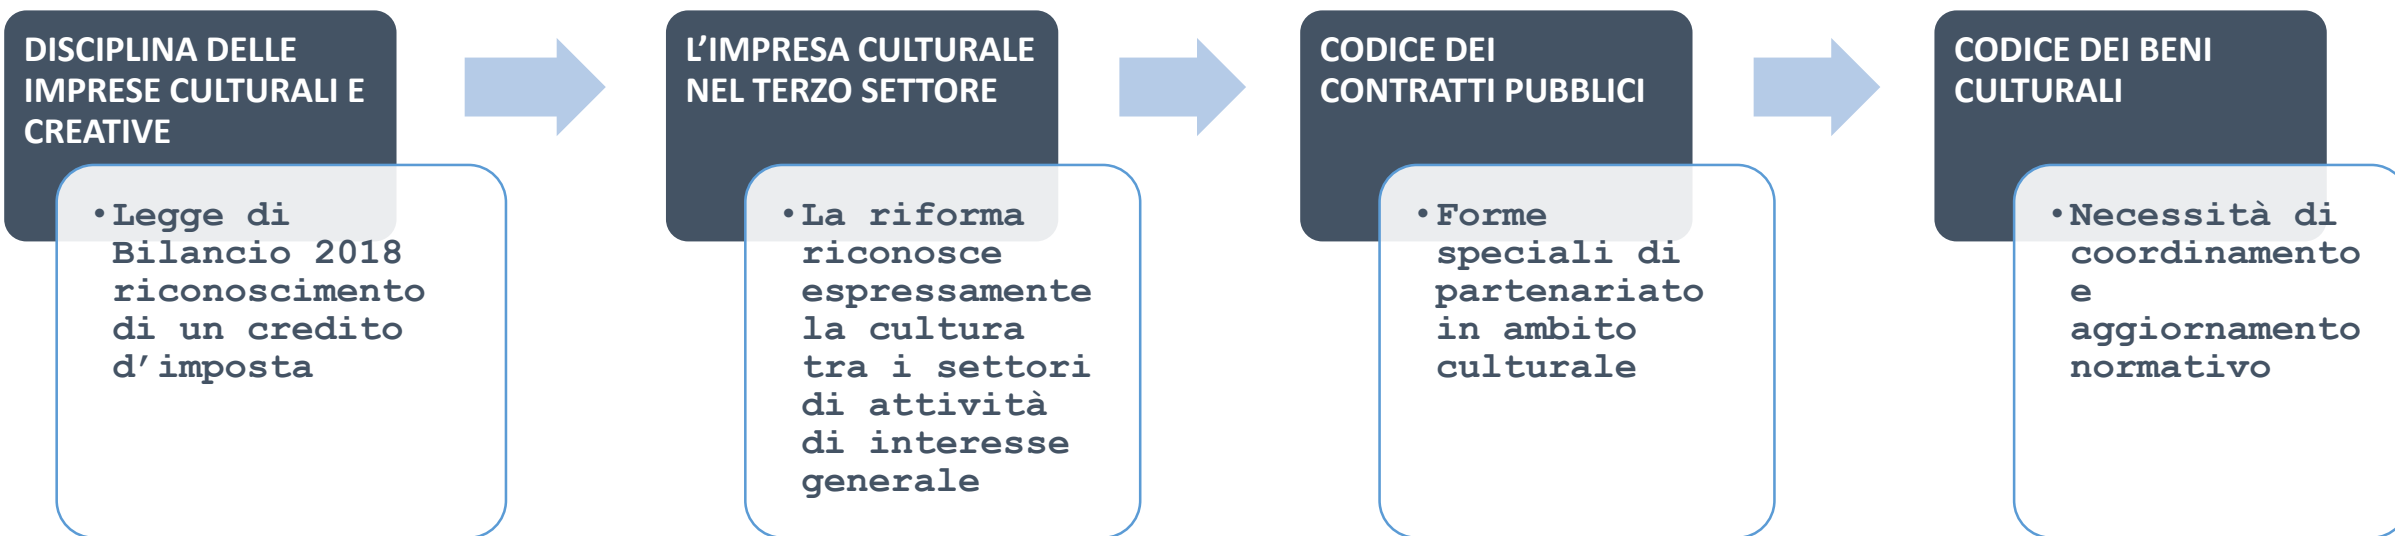 DISCIPLINA DELLE
IMPRESE CULTURALI E
CREATIVE
•Legge di
Bilancio 2018
riconoscimento
di un credito
d’imposta
L’IMPRESA CULTURALE
NEL TERZO SETTORE
•La riforma
riconosce
espressamente
la cultura
tra i settori
di attività
di interesse
generale
CODICE DEI
CONTRATTI PUBBLICI
•Forme
speciali di
partenariato
in ambito
culturale
CODICE DEI BENI
CULTURALI
•Necessità di
coordinamento
e
aggiornamento
normativo